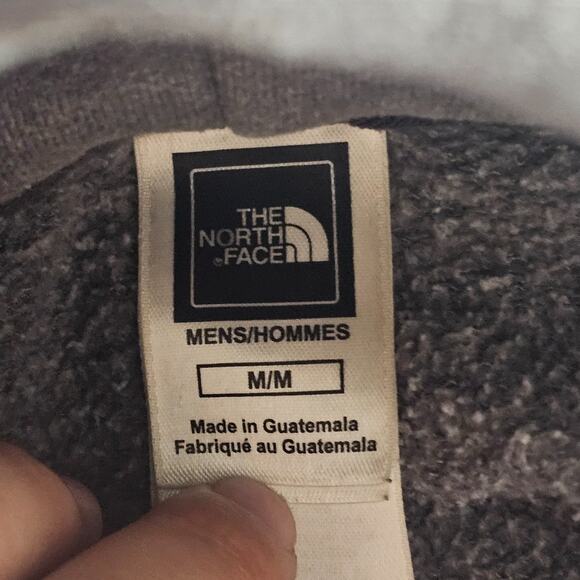 THE
NORTH
®FACE
MENS/HOMMES
M/M
Made in Guatemala
Fabriqué au Guatemala